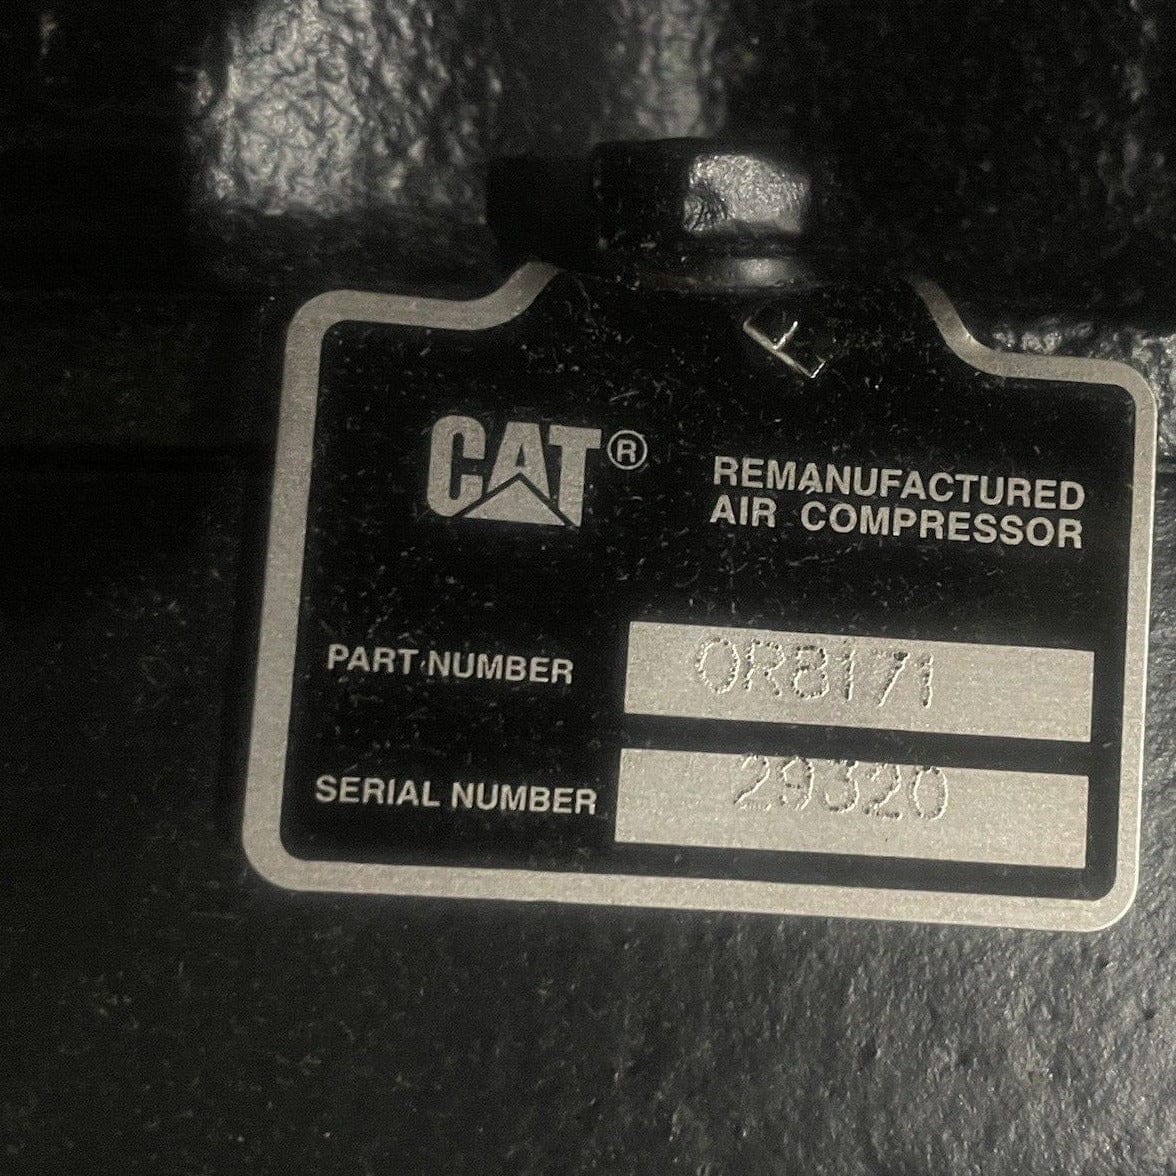 F
CAT®
REMANUFACTURED
AIR COMPRESSOR
PART NUMBER 0R8171
SERIAL NUMBER 29320